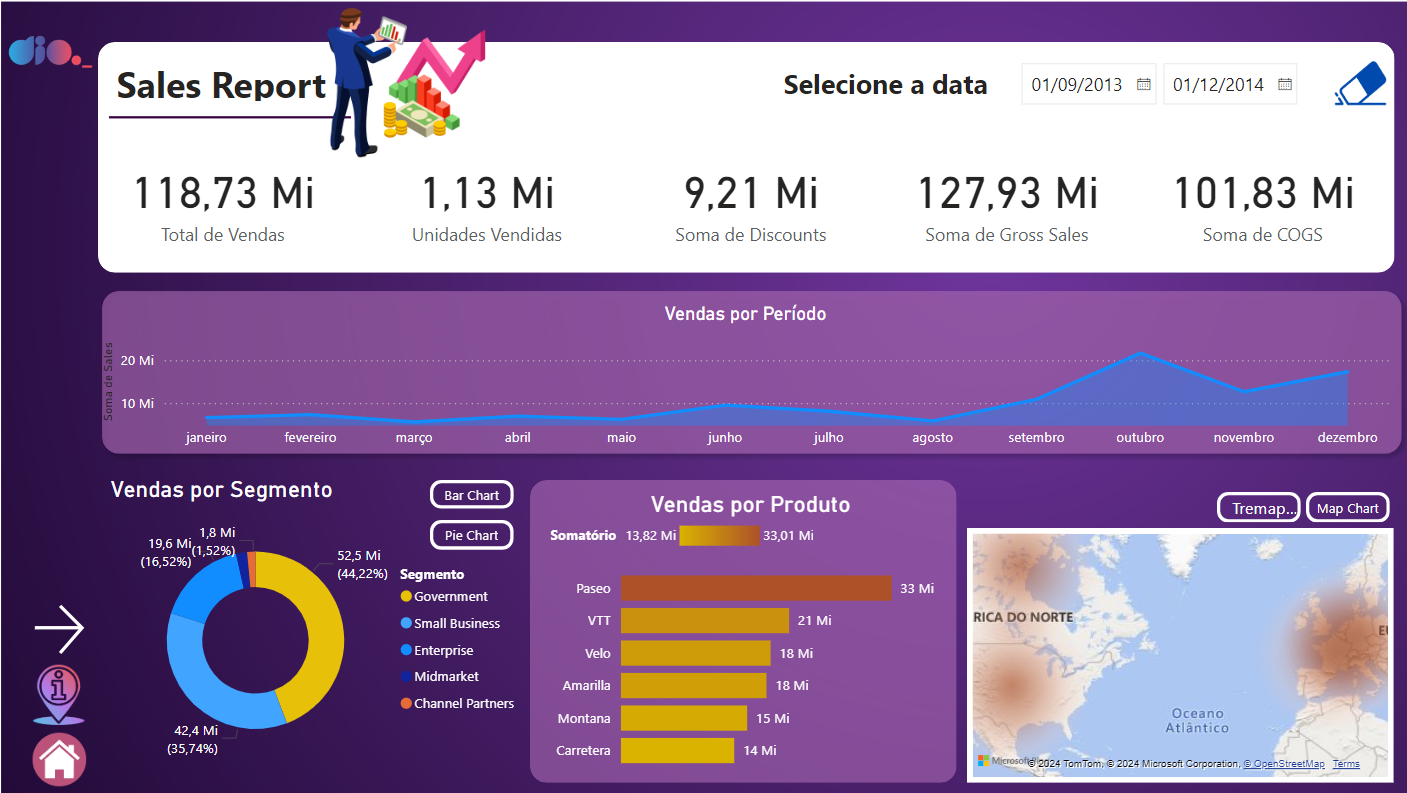 dio._
Sales Report
Selecione a data
01/09/2013
01/12/2014
118,73 Mi
Total de Vendas
1,13 Mi
Unidades Vendidas
9,21 Mi
Soma de Discounts
127,93 Mi
Soma de Gross Sales
101,83 Mi
Soma de COGS
Vendas por Período
Soma de Sales
20 Mi
10 Mi
janeiro fevereiro março abril maio junho julho agosto setembro outubro novembro dezembro
Vendas por Segmento
Bar Chart
Pie Chart
1,8 Mi
(1,52%)
19,6 Mi
(16,52%)
52,5 Mi
(44,22%)
42,4 Mi
(35,74%)
Segmento
Government
Small Business
Enterprise
Midmarket
Channel Partners
Vendas por Produto
Somatório 13,82 Mi 33,01 Mi
Paseo 33 Mi
VTT 21 Mi
Velo 18 Mi
Amarilla 18 Mi
Montana 15 Mi
Carretera 14 Mi
Tremap...
Map Chart
RICA DO NORTE
EU
Oceano
Atlântico
Microsoft
© 2024 TomTom, © 2024 Microsoft Corporation, © OpenStreetMap Terms